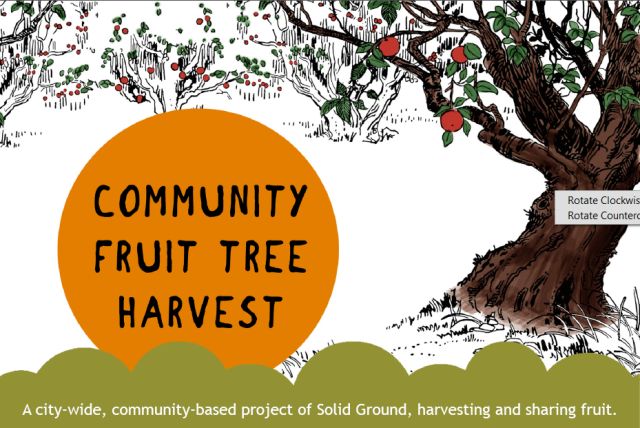 COMMUNITY
FRUIT TREE
HARVEST
Rotate Clockwis
Rotate Counterc
A city-wide, community-based project of Solid Ground, harvesting and sharing fruit.